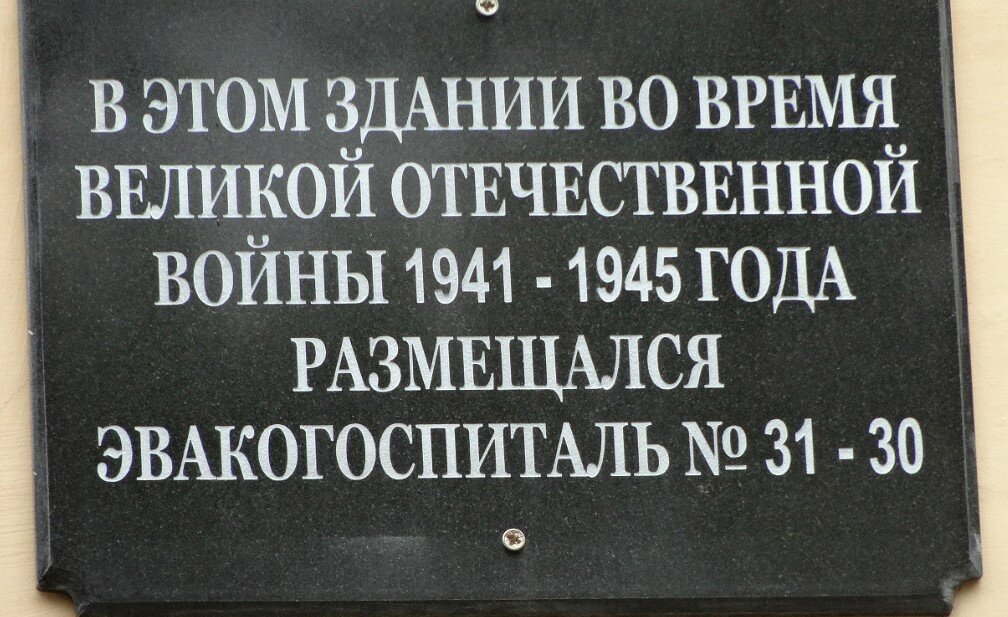 В ЭТОМ ЗДАНИИ ВО ВРЕМЯ
ВЕЛИКОЙ ОТЕЧЕСТВЕННОЙ
ВОЙНЫ 1941 - 1945 ГОДА
РАЗМЕЩАЛСЯ
ЭВАКОГОСПИТАЛЬ № 31 - 30